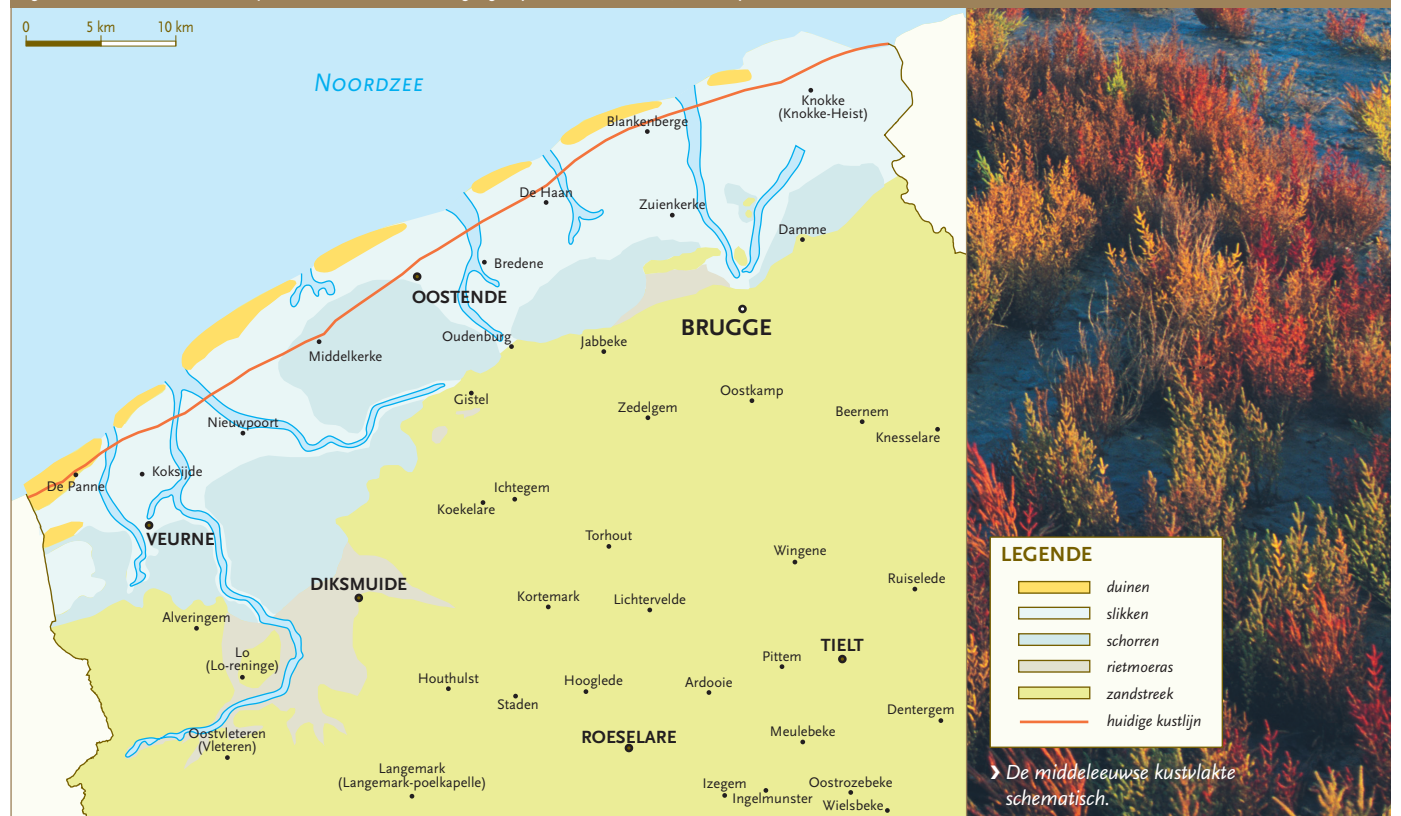 0 5 km 10 km
NOORDZEE
Knokke
(Knokke-Heist)
Blankenberge
De Haan
Zuienkerke
Damme
Bredene
OOSTENDE
BRUGGE
Oudenburg
Jabbeke
Middelkerke
Gistel
Oostkamp
Zedelgem
Beernem
Knesselare
Nieuwpoort
Koksijde
De Panne
Ichtegem
Koekelare
VEURNE
Torhout
Wingene
DIKSMUIDE
Ruiselede
Kortemark
Lichtervelde
Alveringem
Lo
(Lo-reninge)
TIELT
Pittem
Houthulst
Hooglede
Ardooie
Staden
Dentergem
Oostvleteren
(Vleteren)
ROESELARE
Meulebeke
Langemark
(Langemark-poelkapelle)
Izegem
Ingelmunster
Oostrozebeke
Wielsbeke
LEGENDE
duinen
slikken
schorren
rietmoeras
zandstreek
huidige kustlijn
› De middeleeuwse kustvlakte
schematisch.